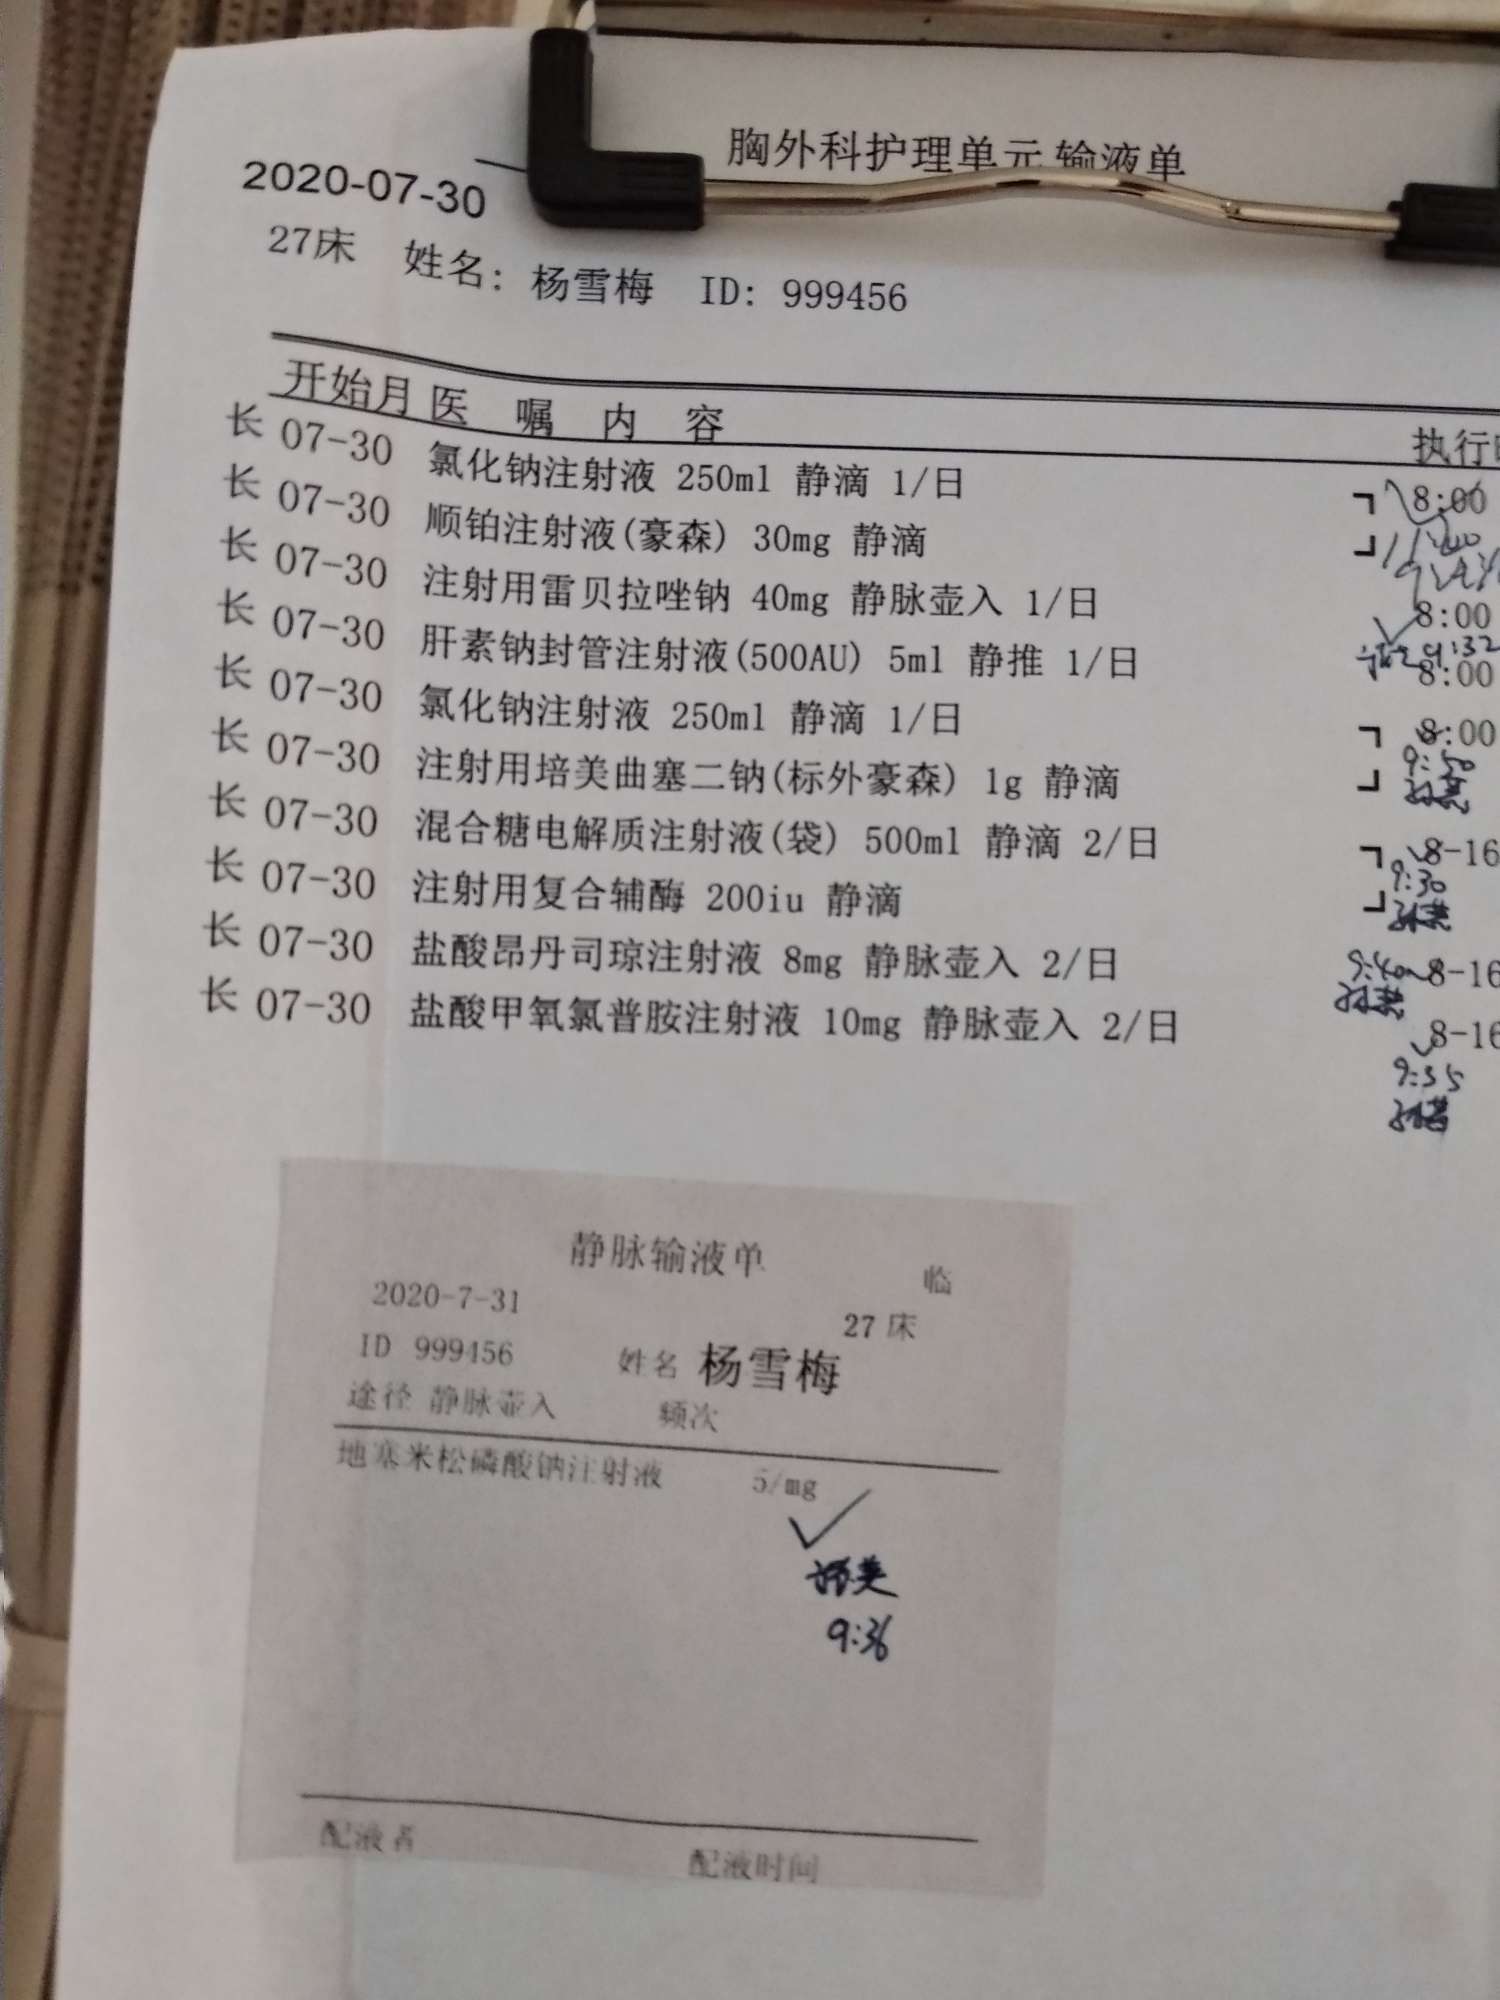 胸外科护理单元输液单
2020-07-30
27床 姓名: 杨雪梅 ID: 999456
开始月 医 嘱 内 容 执行
长 07-30 氯化钠注射液 250ml 静滴 1/日 8:00
长 07-30 顺铂注射液(豪森) 30mg 静滴
长 07-30 注射用雷贝拉唑钠 40mg 静脉壶入 1/日 8:00
9:32
长 07-30 肝素钠封管注射液(500AU) 5ml 静推 1/日 8:00
长 07-30 氯化钠注射液 250ml 静滴 1/日 8:00
9:50
长 07-30 注射用培美曲塞二钠(标外豪森) 1g 静滴
长 07-30 混合糖电解质注射液(袋) 500ml 静滴 2/日 8-16
9:30
长 07-30 注射用复合辅酶 200iu 静滴
长 07-30 盐酸昂丹司琼注射液 8mg 静脉壶入 2/日 8-16
长 07-30 盐酸甲氧氯普胺注射液 10mg 静脉壶入 2/日 8-16
9:35
静脉输液单
临
2020-7-31
27 床
ID 999456 姓名 杨雪梅
途径 静脉壶入 频次
地塞米松磷酸钠注射液 5/mg
9:36
配液者 配液时间